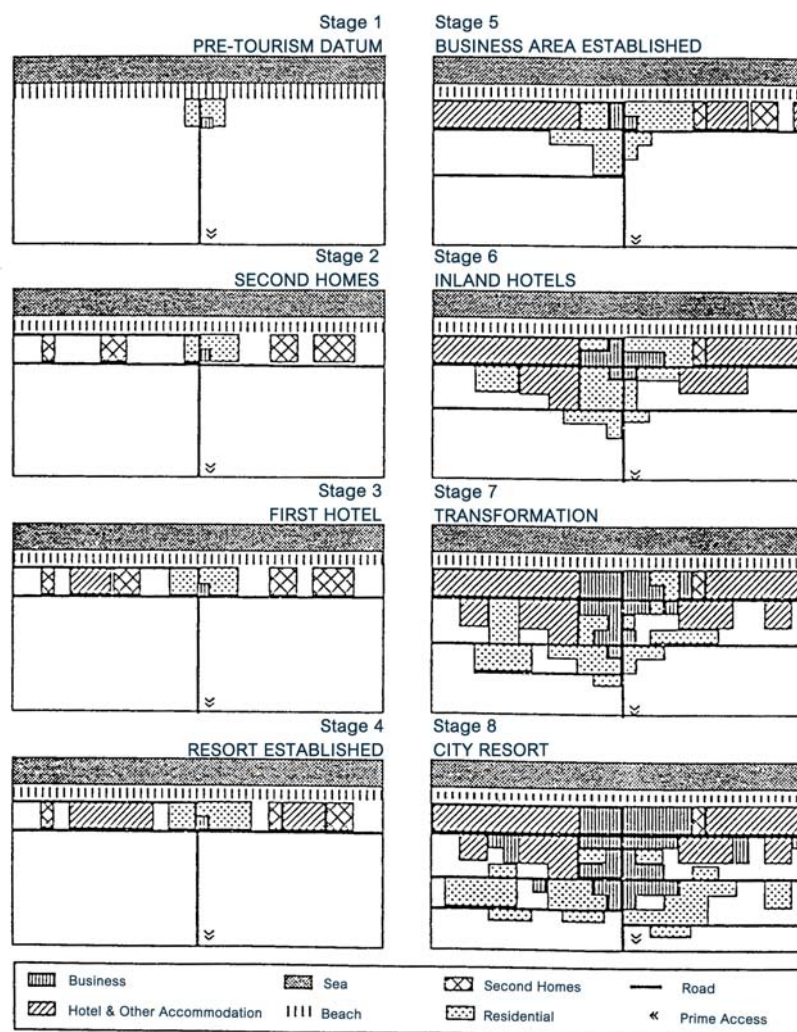 Stage 1
PRE-TOURISM DATUM
Stage 2
SECOND HOMES
Stage 3
FIRST HOTEL
Stage 4
RESORT ESTABLISHED
Stage 5
BUSINESS AREA ESTABLISHED
Stage 6
INLAND HOTELS
Stage 7
TRANSFORMATION
Stage 8
CITY RESORT
Business
Sea
Second Homes
Road
Hotel & Other Accommodation
Beach
Residential
Prime Access